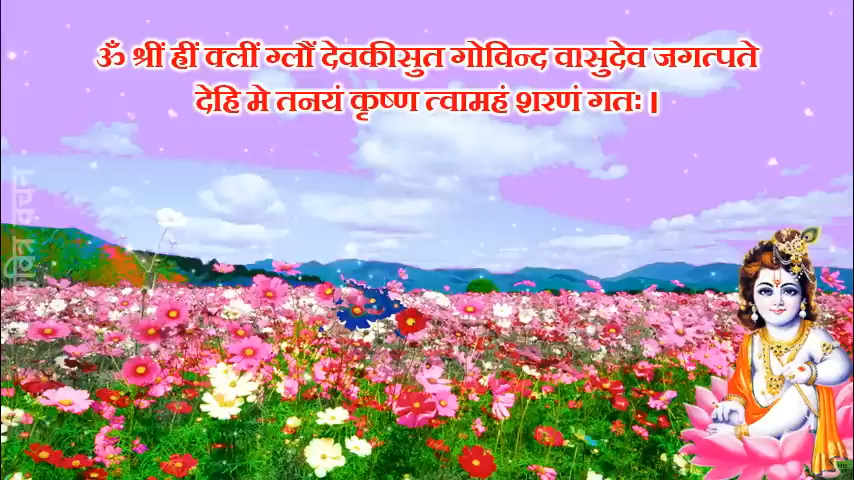 ॐ श्रीं ह्रीं क्लीं ग्लौं देवकीसुत गोविन्द वासुदेव जगत्पते
देहि मे तनयं कृष्ण त्वामहं शरणं गतः।